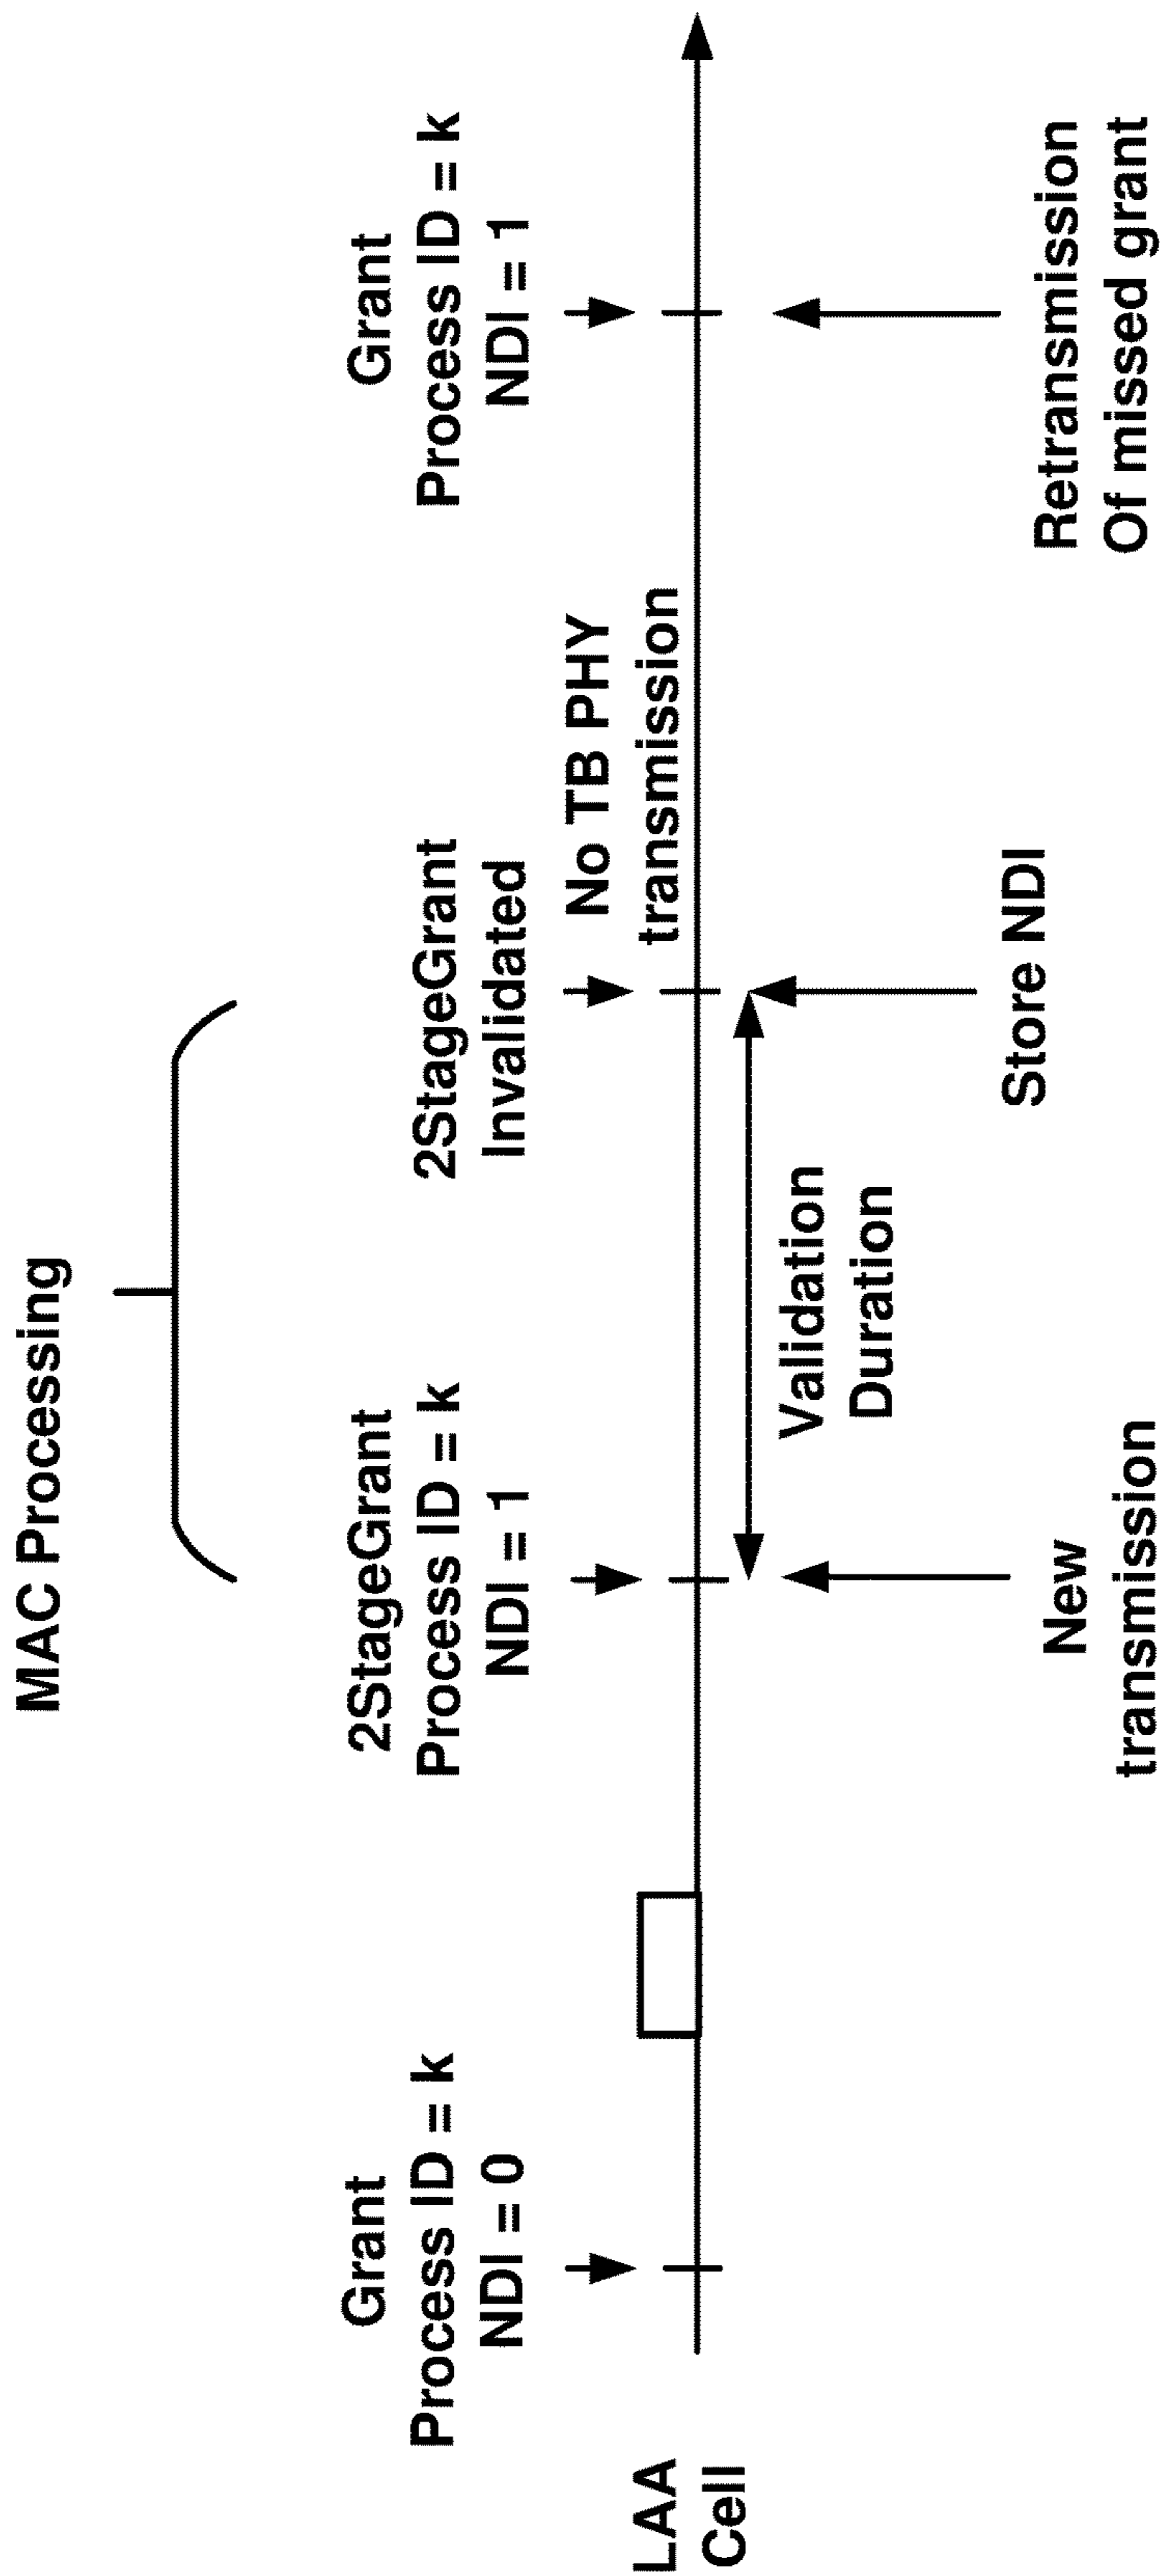 MAC Processing
Grant
Process ID = k
NDI = 0
2StageGrant
Process ID = k
NDI = 1
2StageGrant
Invalidated
No TB PHY
transmission
Grant
Process ID = k
NDI = 1
LAA
Cell
Validation
Duration
New
transmission
Store NDI
Retransmission
Of missed grant